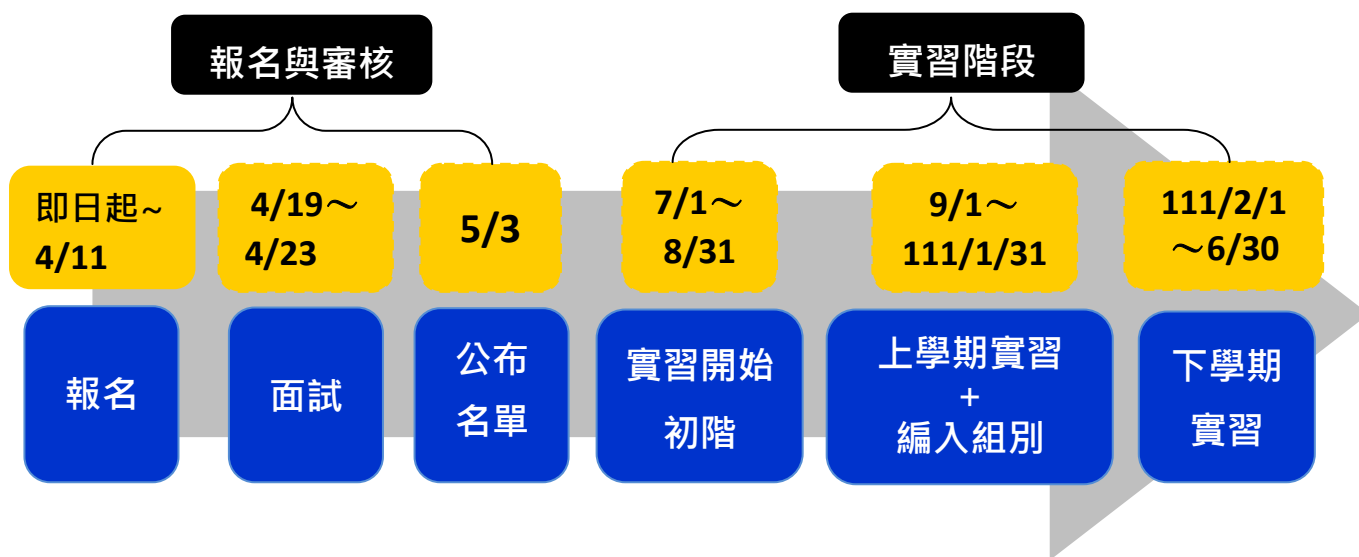 報名與審核
實習階段
即日起~
4/11
4/19～
4/23
5/3
7/1～
8/31
9/1～
111/1/31
111/2/1
～6/30
報名
面試
公布
名單
實習開始
初階
上學期實習
+
編入組別
下學期
實習